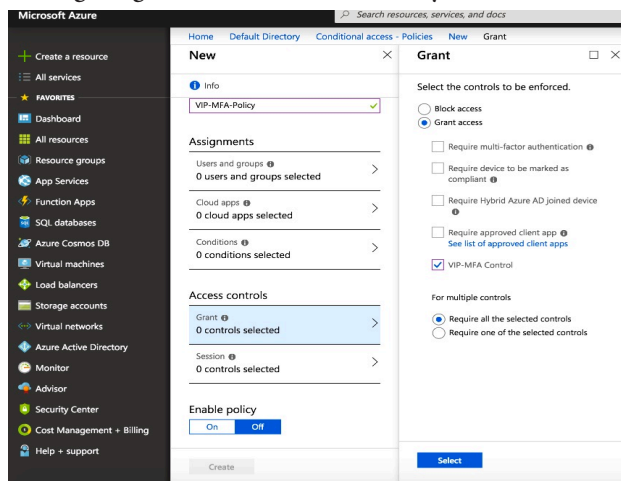 Microsoft Azure
Search resources, services, and docs
Home Default Directory Conditional access - Policies New Grant
Create a resource
All services
FAVORITES
Dashboard
All resources
Resource groups
App Services
Function Apps
SQL databases
Azure Cosmos DB
Virtual machines
Load balancers
Storage accounts
Virtual networks
Azure Active Directory
Monitor
Advisor
Security Center
Cost Management + Billing
Help + support
New
Info
VIP-MFA-Policy
Assignments
Users and groups
0 users and groups selected
Cloud apps
0 cloud apps selected
Conditions
0 conditions selected
Access controls
Grant
0 controls selected
Session
0 controls selected
Enable policy
On Off
Create
Grant
Select the controls to be enforced.
Block access
Grant access
Require multi-factor authentication
Require device to be marked as
compliant
Require Hybrid Azure AD joined device
Require approved client app
See list of approved client apps
VIP-MFA Control
For multiple controls
Require all the selected controls
Require one of the selected controls
Select